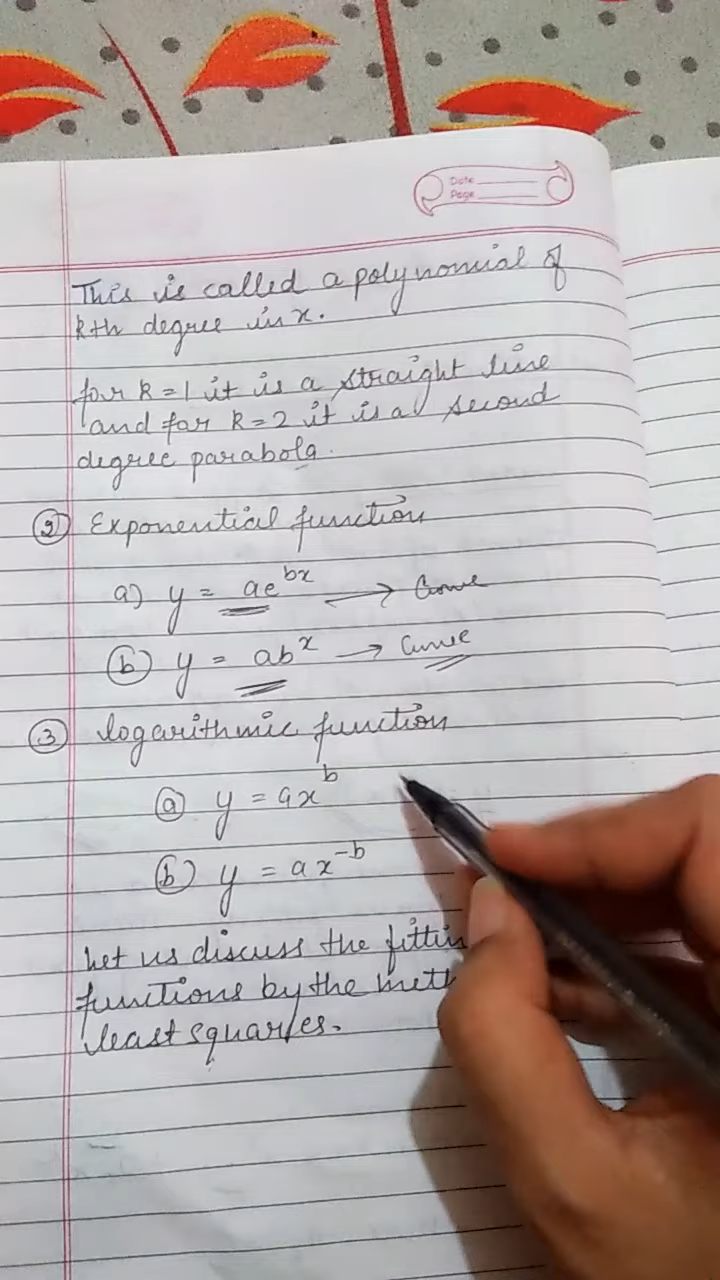 Date
Page
This is called a polynomial of
kth degree in x.
for k=1 it is a straight line
and for k=2 it is a second
degree parabola.
② Exponential function
a) y = ae^{bx} → Curve
ⓑ y = ab^x → Curve
③ logarithmic function
ⓐ y = ax^b
ⓑ y = ax^{-b}
Let us discuss the
functions by the
least squares.